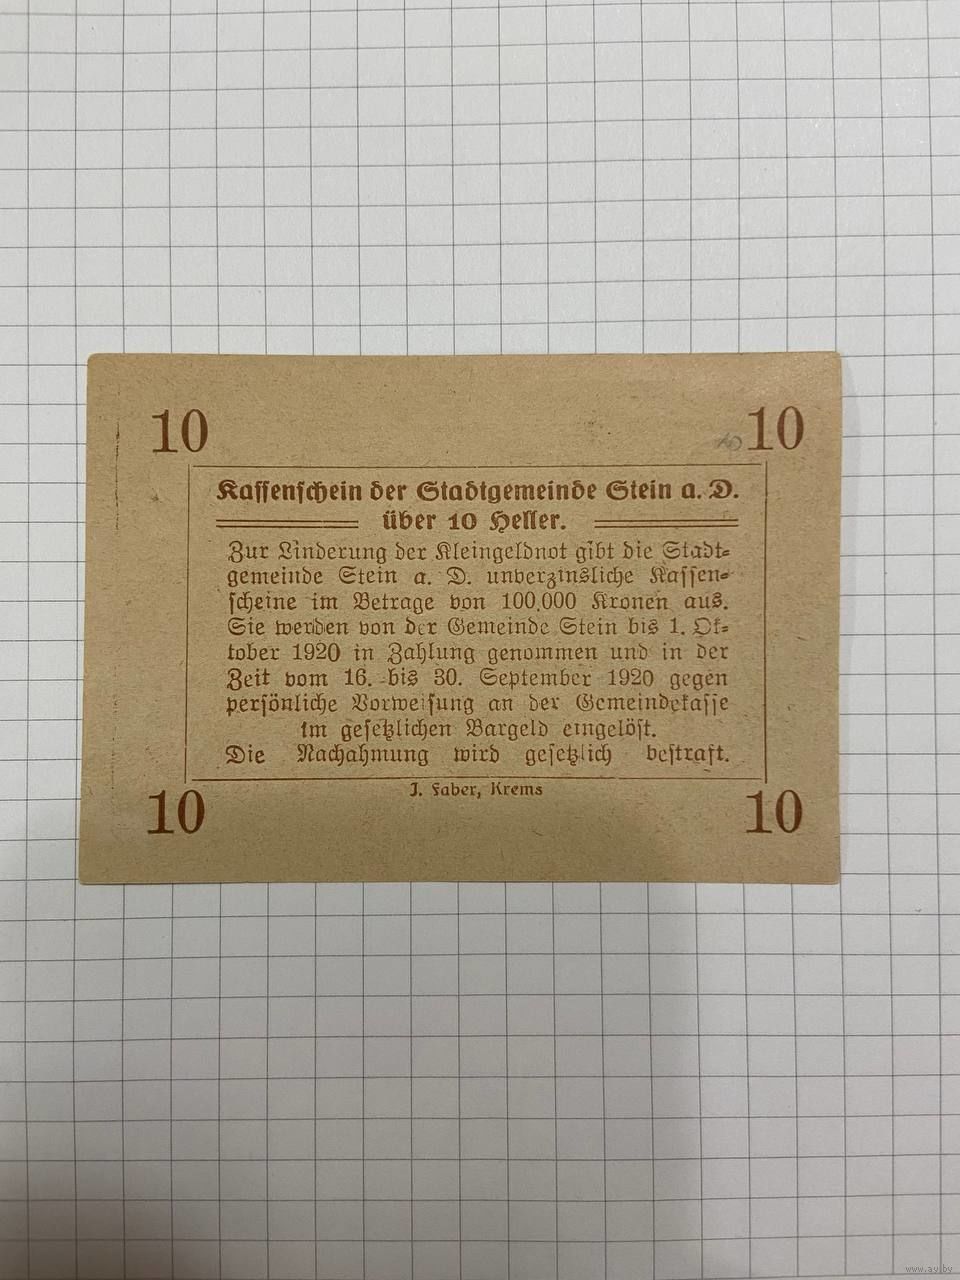 10 10
Kassenschein der Stadtgemeinde Stein a. D.
über 10 Heller.
Zur Linderung der Kleingeldnot gibt die Stadt=
gemeinde Stein a. D. unverzinsliche Kassen=
scheine im Betrage von 100.000 Kronen aus.
Sie werden von der Gemeinde Stein bis 1. Ok=
tober 1920 in Zahlung genommen und in der
Zeit vom 16. bis 30. September 1920 gegen
persönliche Vorweisung an der Gemeindekasse
im gesetzlichen Bargeld eingelöst.
Die Nachahmung wird gesetzlich bestraft.
J. Faber, Krems
10 10
www.ay.by